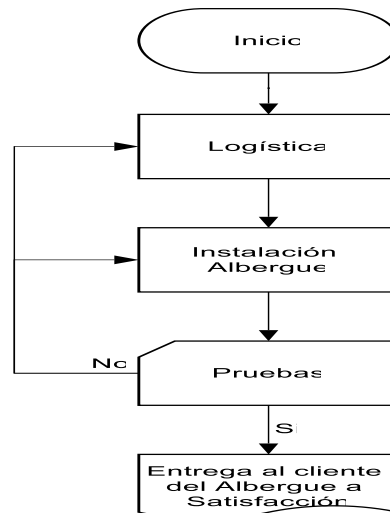 Inicio
Logística
Instalación
Albergue
No
Pruebas
Si
Entrega al cliente
del Albergue a
Satisfacción